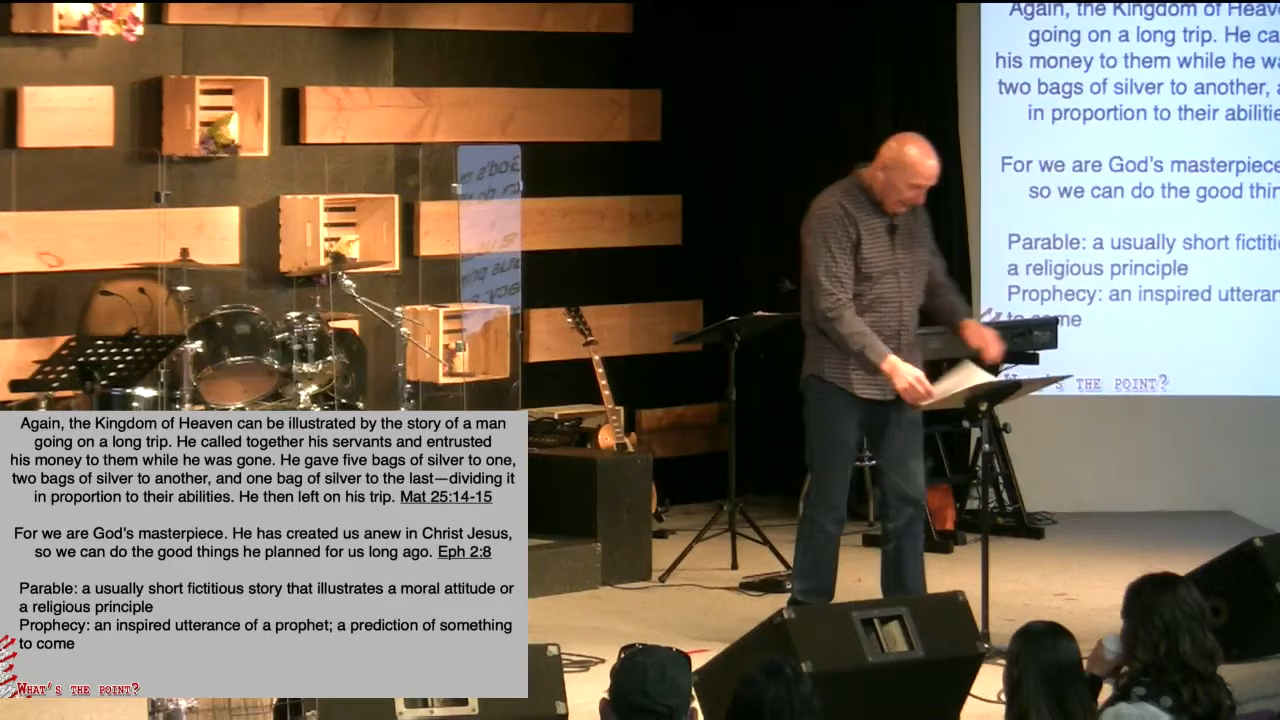 Again, the Kingdom of Heaven can be illustrated by the story of a man
going on a long trip. He called together his servants and entrusted
his money to them while he was gone. He gave five bags of silver to one,
two bags of silver to another, and one bag of silver to the last—dividing it
in proportion to their abilities. He then left on his trip. Mat 25:14-15
For we are God's masterpiece. He has created us anew in Christ Jesus,
so we can do the good things he planned for us long ago. Eph 2:8
Parable: a usually short fictitious story that illustrates a moral attitude or
a religious principle
Prophecy: an inspired utterance of a prophet; a prediction of something
to come
What's the point?
Again, the Kingdom of
going on a long trip. He
his money to them while he
two bags of silver to another,
in proportion to their
For we are God's masterpiece
so we can do the good
Parable: a usually short
a religious principle
Prophecy: an inspired
to come
What's the point?